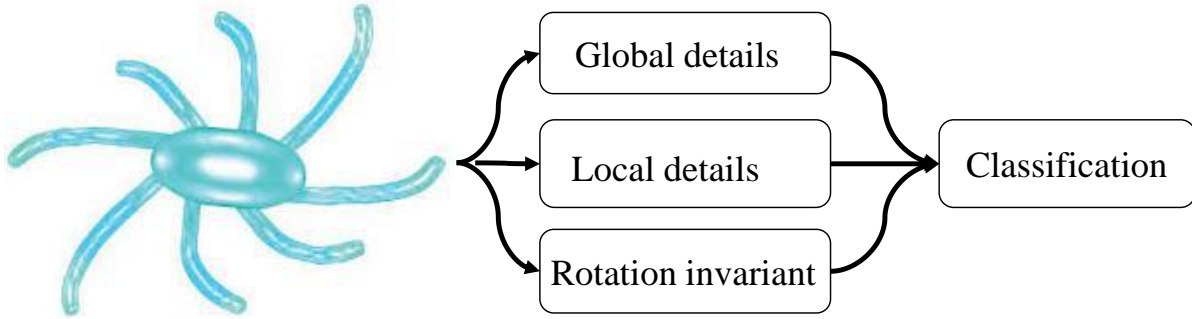 Global details
Local details
Rotation invariant
Classification